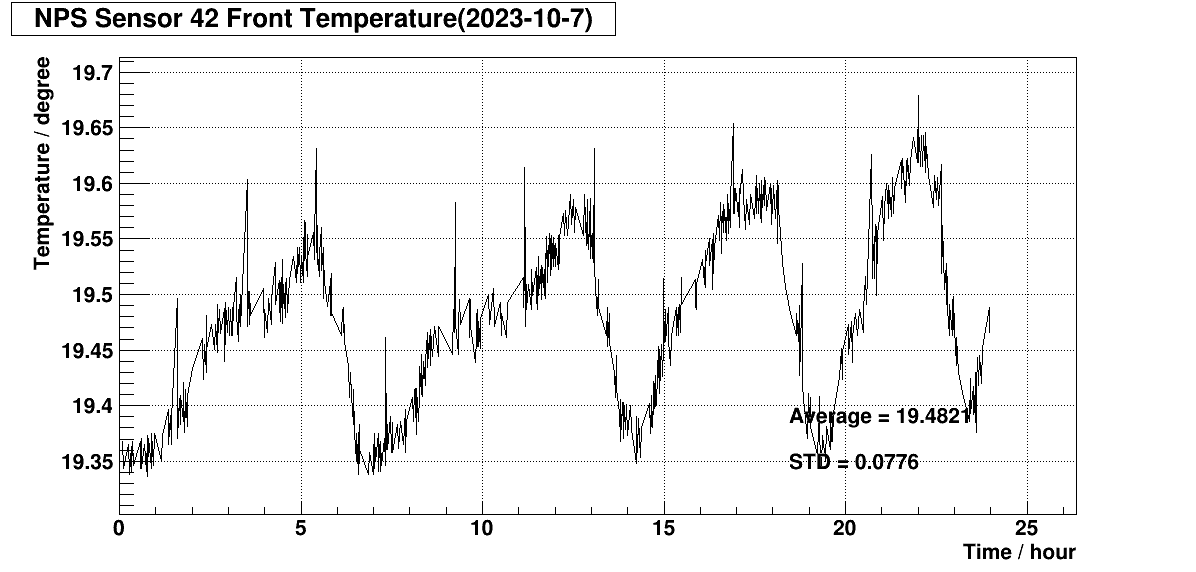 NPS Sensor 42 Front Temperature(2023-10-7)
Temperature / degree
19.7
19.65
19.6
19.55
19.5
19.45
19.4
19.35
Average = 19.4821
STD = 0.0776
0 5 10 15 20 25
Time / hour